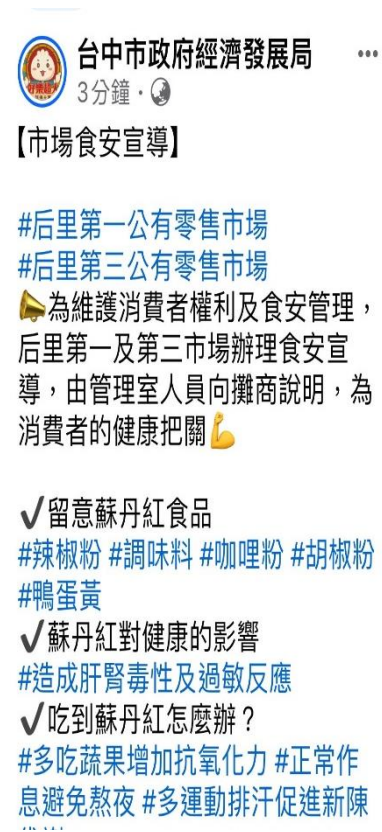 台中市政府經濟發展局
3分鐘
【市場食安宣導】
#后里第一公有零售市場
#后里第三公有零售市場
📣為維護消費者權利及食安管理，
后里第一及第三市場辦理食安宣
導，由管理室人員向攤商說明，為
消費者的健康把關💪
✔留意蘇丹紅食品
#辣椒粉 #調味料 #咖哩粉 #胡椒粉
#鴨蛋黃
✔蘇丹紅對健康的影響
#造成肝腎毒性及過敏反應
✔吃到蘇丹紅怎麼辦？
#多吃蔬果增加抗氧化力 #正常作
息避免熬夜 #多運動排汗促進新陳